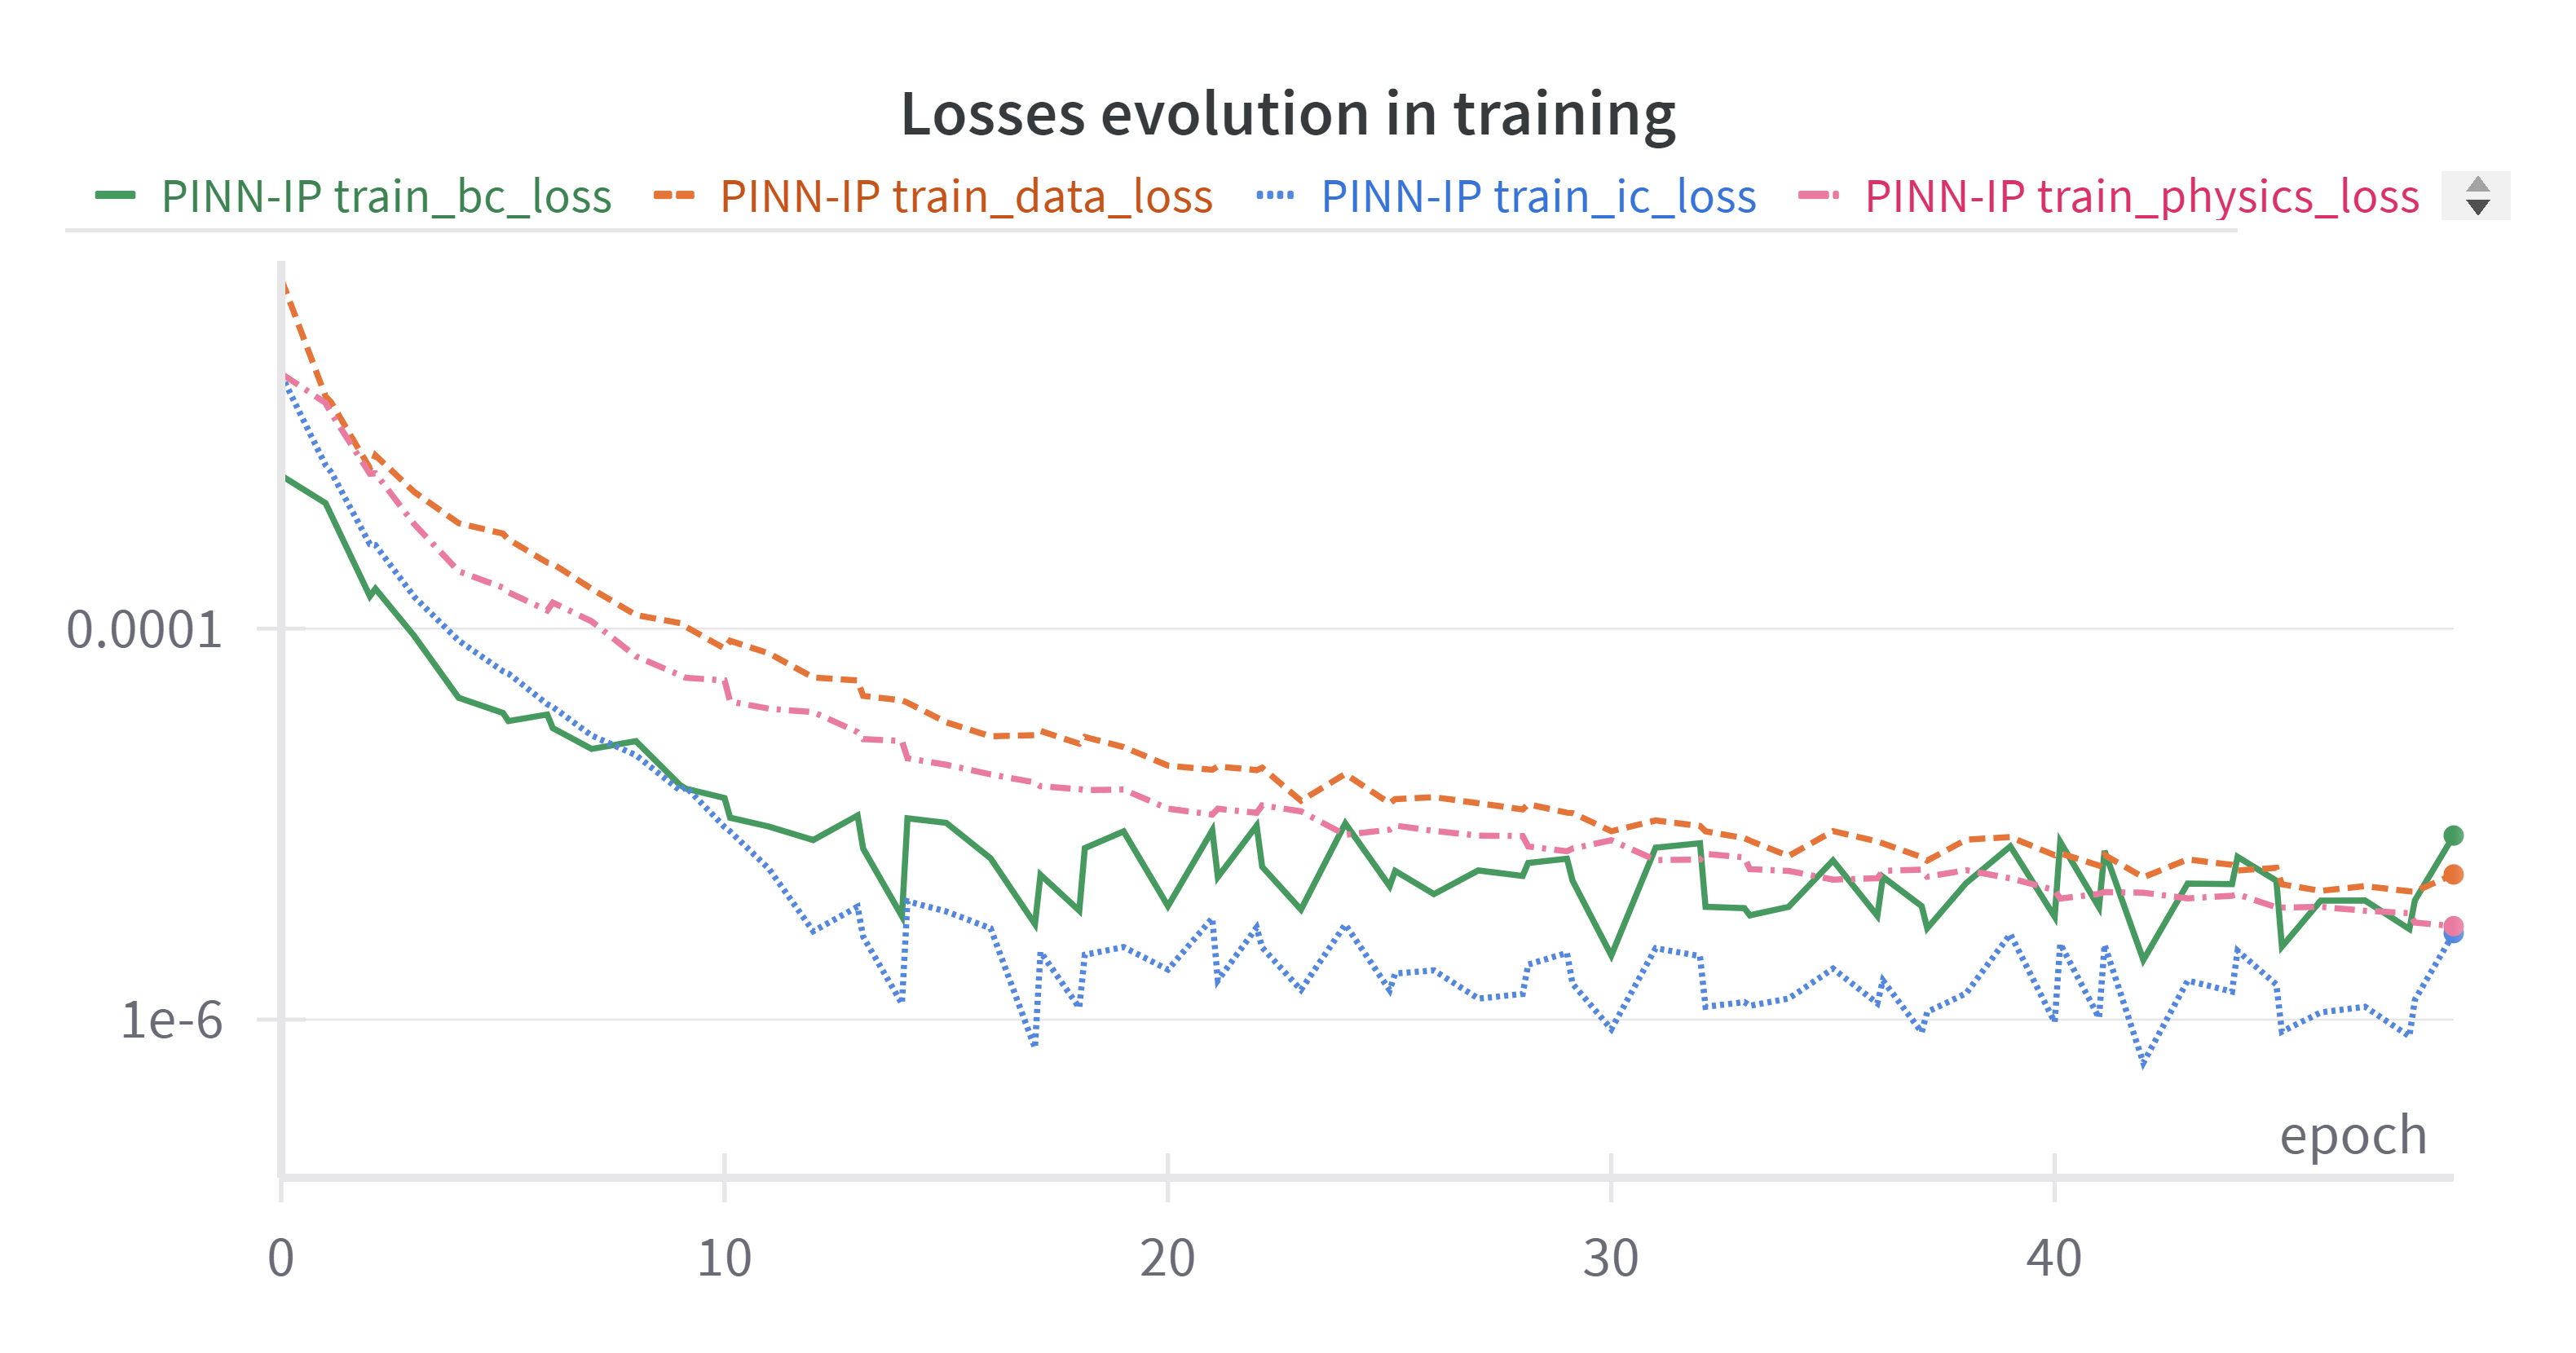 Losses evolution in training
PINN-IP train_bc_loss PINN-IP train_data_loss PINN-IP train_ic_loss PINN-IP train_physics_loss
0.0001
1e-6
epoch
0 10 20 30 40